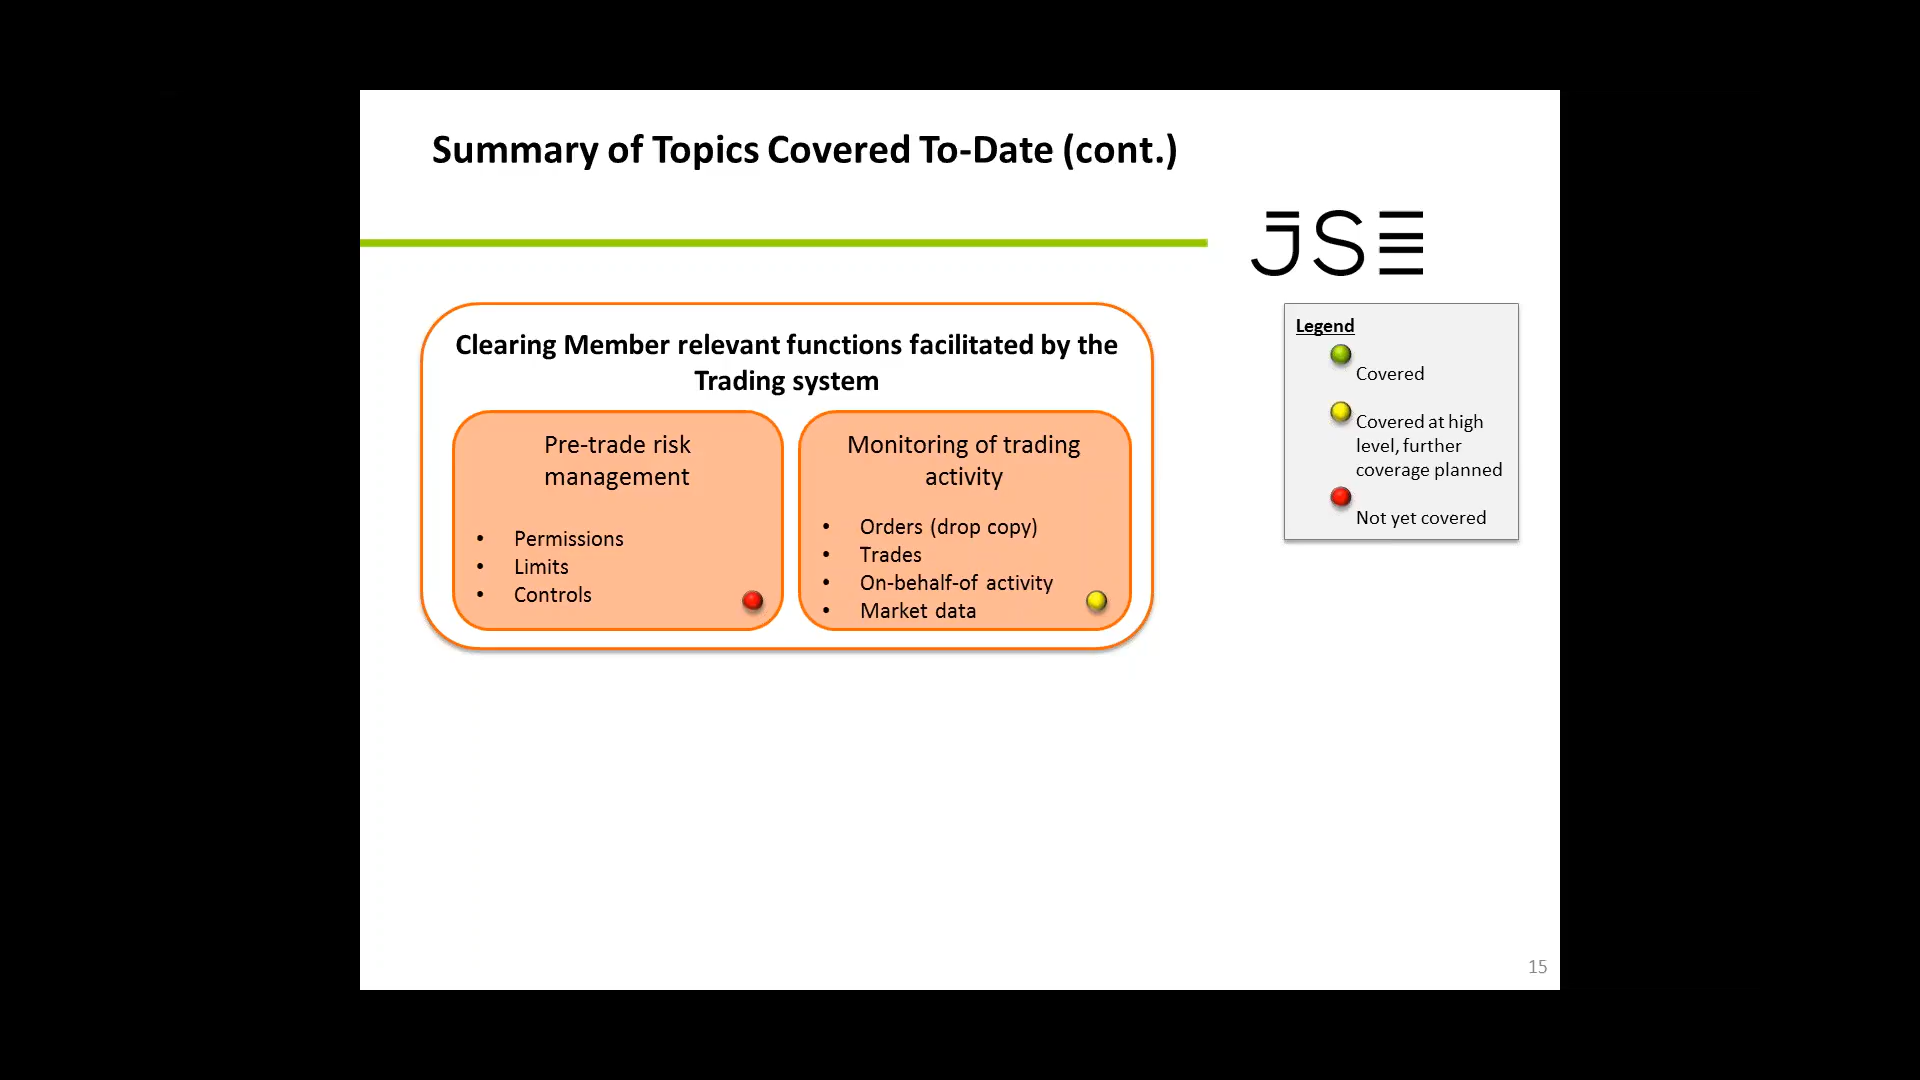 Summary of Topics Covered To-Date (cont.)
JSE
Clearing Member relevant functions facilitated by the
Trading system
Pre-trade risk
management
• Permissions
• Limits
• Controls
Monitoring of trading
activity
• Orders (drop copy)
• Trades
• On-behalf-of activity
• Market data
Legend
Covered
Covered at high
level, further
coverage planned
Not yet covered
15